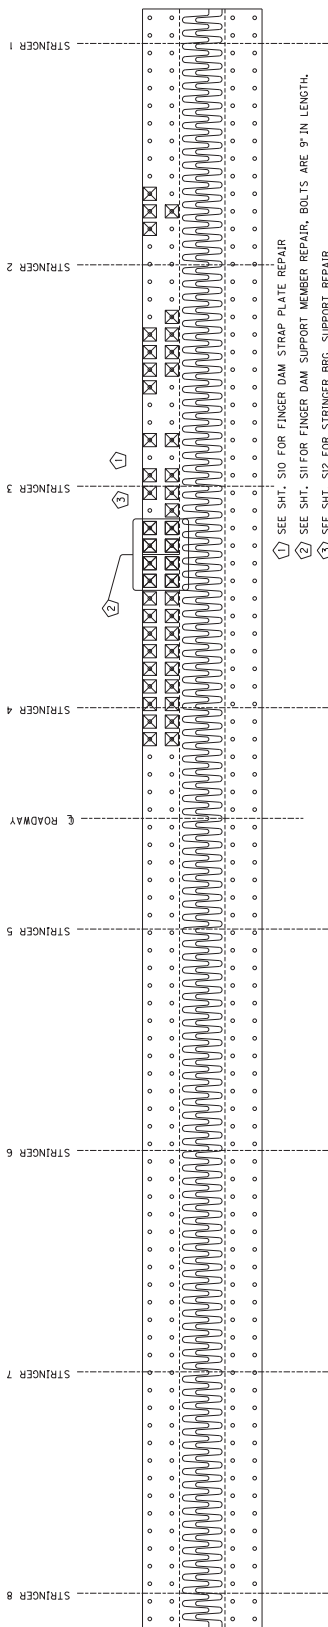 STRINGER 1
STRINGER 2
STRINGER 3
STRINGER 4
℄ ROADWAY
STRINGER 5
STRINGER 6
STRINGER 7
STRINGER 8
1
3
2
1 SEE SHT. S10 FOR FINGER DAM STRAP PLATE REPAIR
2 SEE SHT. S11 FOR FINGER DAM SUPPORT MEMBER REPAIR, BOLTS ARE 9" IN LENGTH.
3 SEE SHT. S12 FOR STRINGER BRG. SUPPORT REPAIR